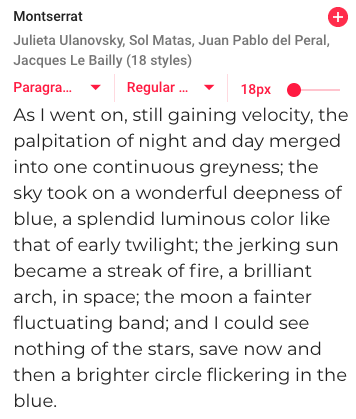 Montserrat
Julieta Ulanovsky, Sol Matas, Juan Pablo del Peral,
Jacques Le Bailly (18 styles)
Paragra... Regular ... 18px
As I went on, still gaining velocity, the
palpitation of night and day merged
into one continuous greyness; the
sky took on a wonderful deepness of
blue, a splendid luminous color like
that of early twilight; the jerking sun
became a streak of fire, a brilliant
arch, in space; the moon a fainter
fluctuating band; and I could see
nothing of the stars, save now and
then a brighter circle flickering in the
blue.